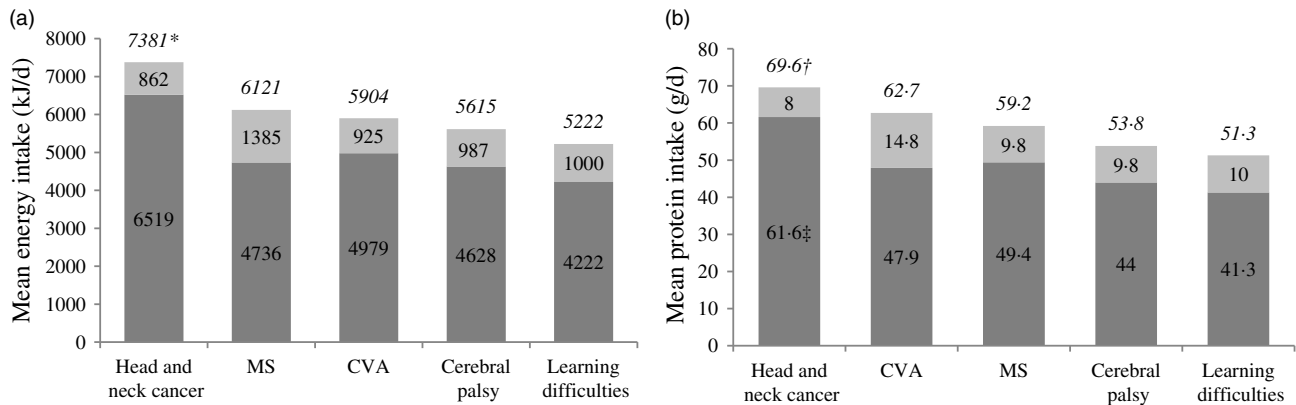 (a)
Mean energy intake (kJ/d)
8000
7000
6000
5000
4000
3000
2000
1000
0
7381*
862
6519
6121
1385
4736
5904
925
4979
5615
987
4628
5222
1000
4222
Head and
neck cancer
MS
CVA
Cerebral
palsy
Learning
difficulties
(b)
Mean protein intake (g/d)
80
70
60
50
40
30
20
10
0
69·6†
8
61·6‡
62·7
14·8
47·9
59·2
9·8
49·4
53·8
9·8
44
51·3
10
41·3
Head and
neck cancer
CVA
MS
Cerebral
palsy
Learning
difficulties